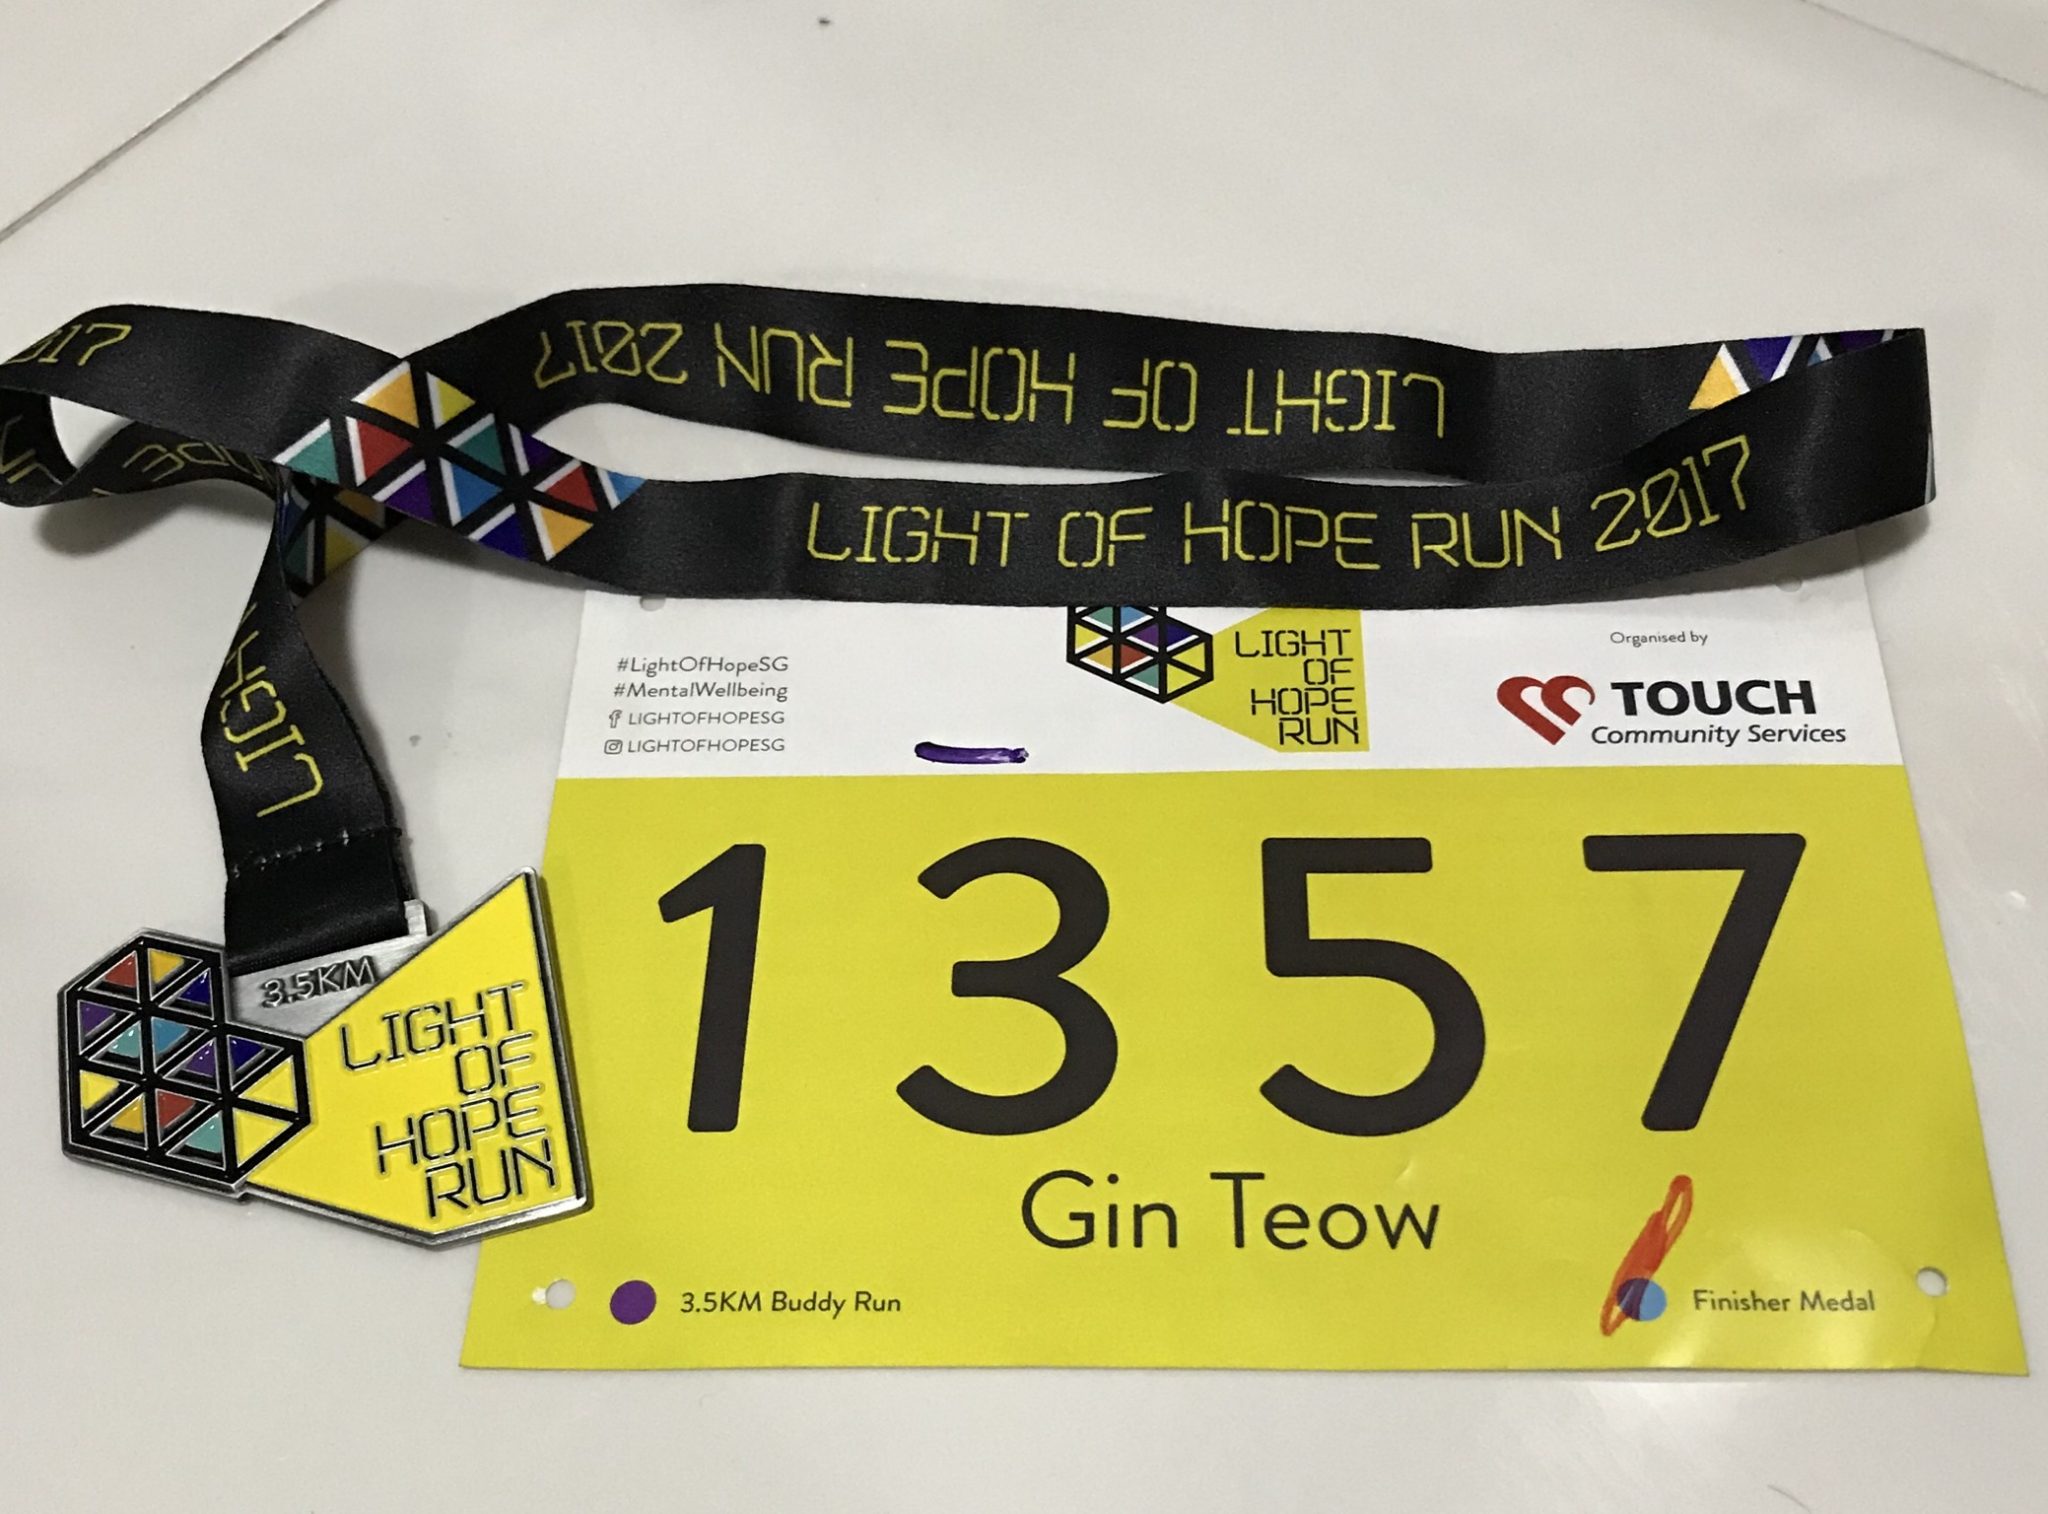 2017
LIGHT OF HOPE RUN 2017
LIGHT OF HOPE RUN 2017
LIGHT
#LightOfHopeSG
#MentalWellbeing
LIGHTOFHOPESG
LIGHTOFHOPESG
LIGHT
OF
HOPE
RUN
Organised by
TOUCH
Community Services
1357
Gin Teow
3.5KM Buddy Run
Finisher Medal
3.5KM
LIGHT
OF
HOPE
RUN